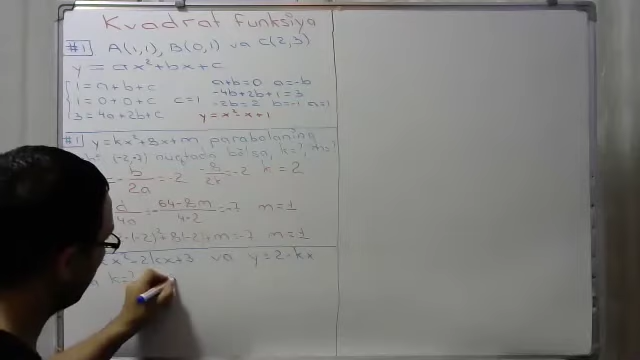 Kvadrat funksiya
#1 A(1,1), B(0,1) va C(2,3)
y = ax²+bx+c
1 = a+b+c a+b=0 a=-b
1 = 0+0+c c=1 -4b+2b+1=3
3 = 4a+2b+c -2b=2 b=-1 a=1
y=x²-x+1
#1 y=kx²+8x+m parabolaning
(-2,-7) nuqtada bo'lsa, k=? m=?
b/2a = -2 -8/2k = -2 k=2
-(64-8m)/(4·2) = -7 m=1
(-2)²+8(-2)+m=-7 m=1
x²-2kx+3 va y=2-kx
k=?